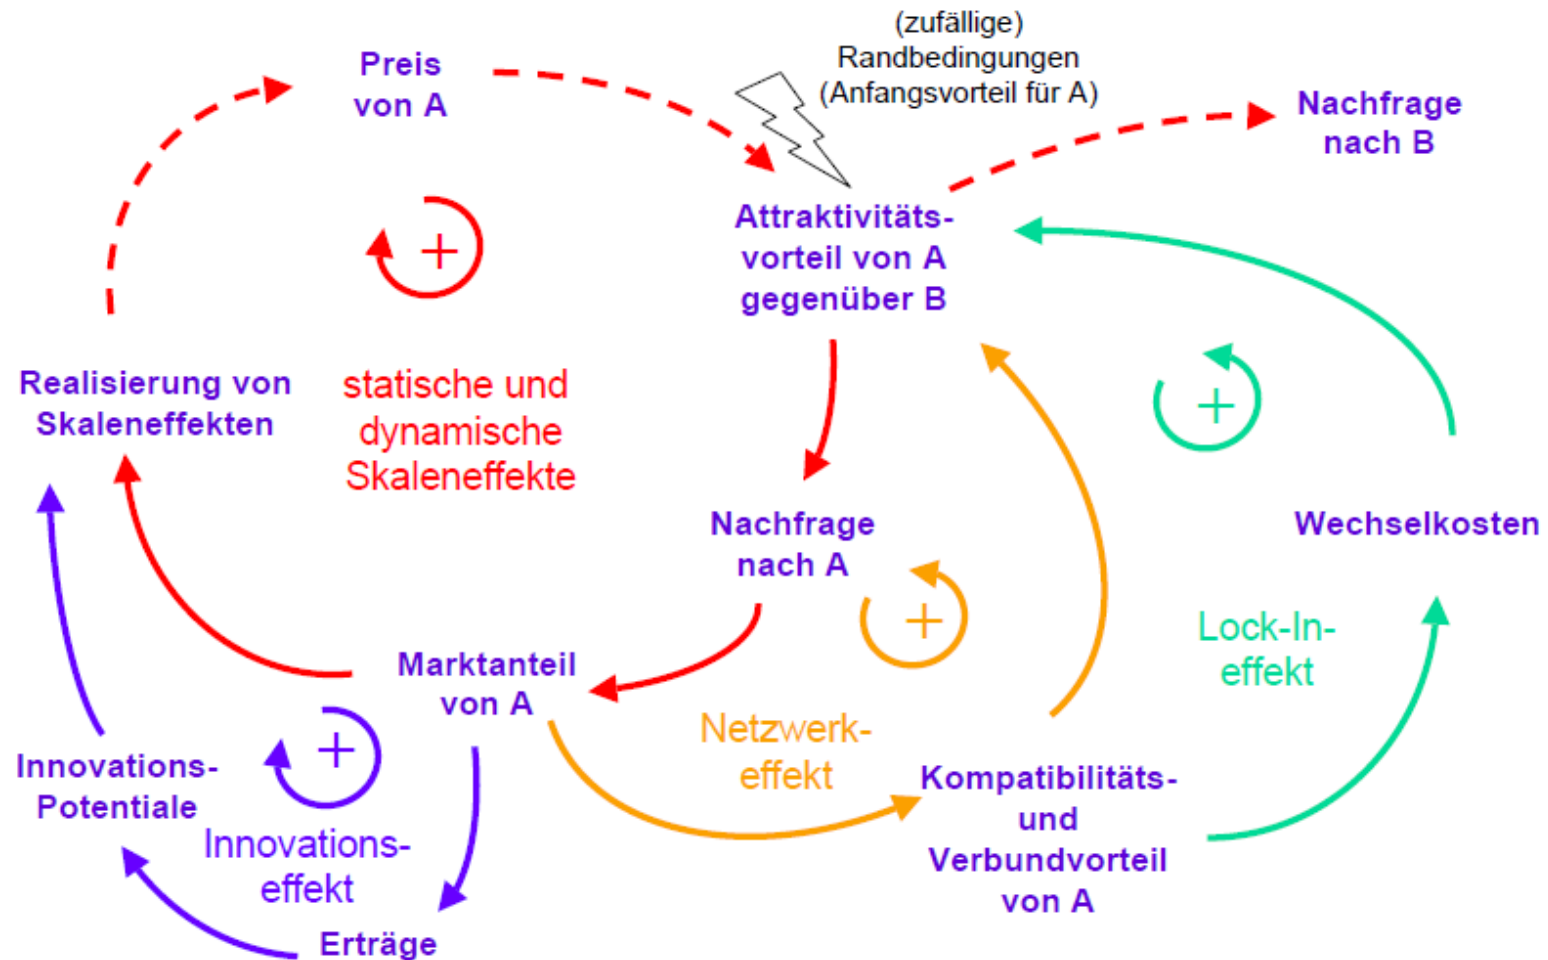 (zufällige)
Randbedingungen
(Anfangsvorteil für A)
Preis
von A
Nachfrage
nach B
Attraktivitäts-
vorteil von A
gegenüber B
+
Realisierung von
Skaleneffekten
statische und
dynamische
Skaleneffekte
+
Nachfrage
nach A
Wechselkosten
+
Lock-In-
effekt
Marktanteil
von A
Netzwerk-
effekt
+
Innovations-
Potentiale
Innovations-
effekt
Kompatibilitäts-
und
Verbundvorteil
von A
Erträge